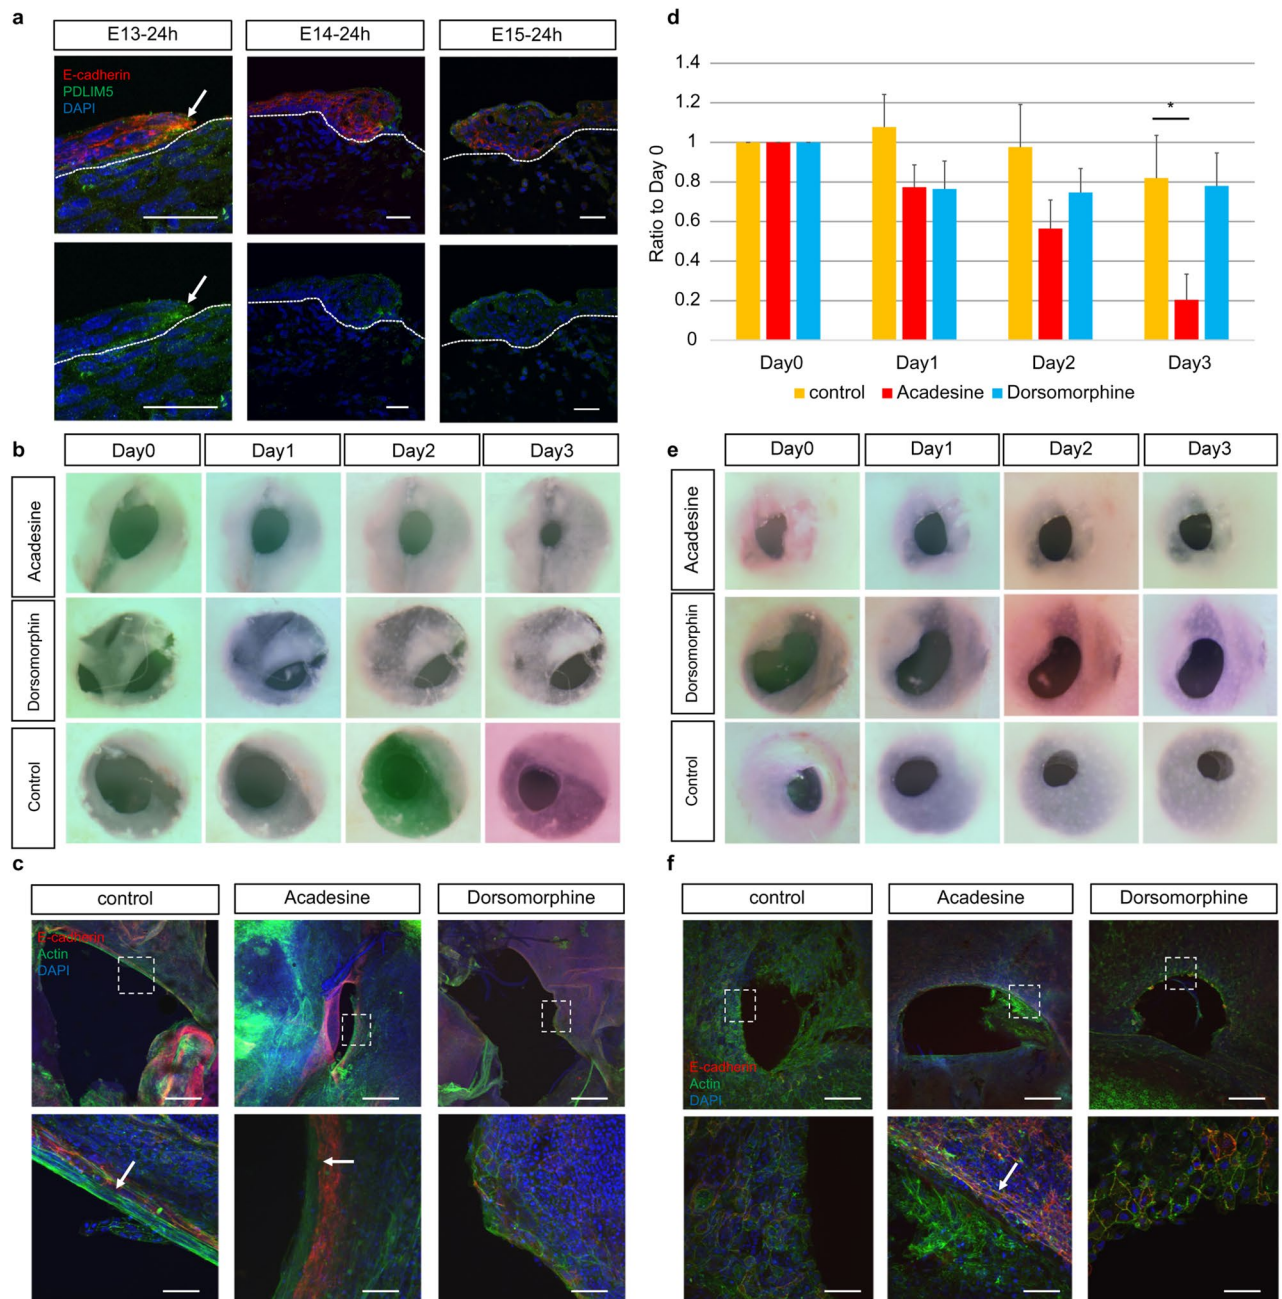 a
E13-24h
E14-24h
E15-24h
E-cadherin
PDLIM5
DAPI
b
Day0
Day1
Day2
Day3
Acadesine
Dorsomorphin
Control
c
control
Acadesine
Dorsomorphine
E-cadherin
Actin
DAPI
d
Ratio to Day 0
1.4
1.2
1
0.8
0.6
0.4
0.2
0
*
Day0
Day1
Day2
Day3
control
Acadesine
Dorsomorphine
e
Day0
Day1
Day2
Day3
Acadesine
Dorsomorphin
Control
f
control
Acadesine
Dorsomorphine
E-cadherin
Actin
DAPI